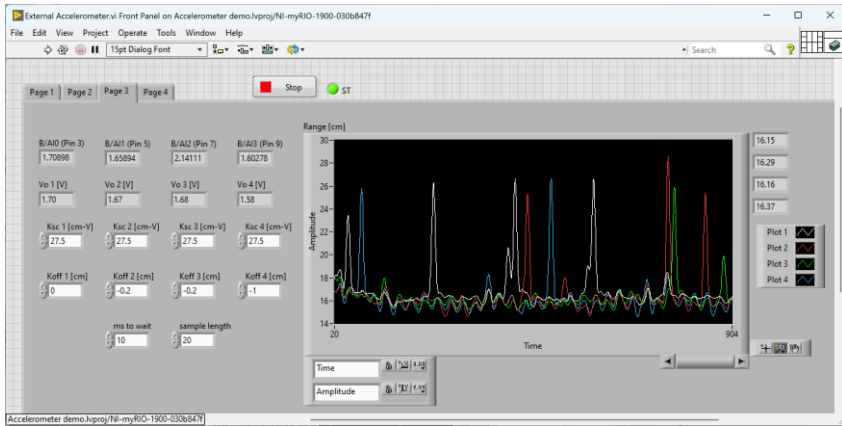 External Accelerometer.vi Front Panel on Accelerometer demo.lvproj/NI-myRIO-1900-030b847f
File Edit View Project Operate Tools Window Help
15pt Dialog Font
Search
Page 1 Page 2 Page 3 Page 4
Stop
ST
B/AI0 (Pin 3) B/AI1 (Pin 5) B/AI2 (Pin 7) B/AI3 (Pin 9)
1.70898 1.65894 2.14111 1.60278
Vo 1 [V] Vo 2 [V] Vo 3 [V] Vo 4 [V]
1.70 1.67 1.68 1.58
Ksc 1 [cm-V] Ksc 2 [cm-V] Ksc 3 [cm-V] Ksc 4 [cm-V]
27.5 27.5 27.5 27.5
Koff 1 [cm] Koff 2 [cm] Koff 3 [cm] Koff 4 [cm]
0 -0.2 -0.2 -1
ms to wait sample length
10 20
Range [cm]
30
28
26
24
22
20
18
16
14
Amplitude
20 904
Time
16.15
16.29
16.16
16.37
Plot 1
Plot 2
Plot 3
Plot 4
Time
Amplitude
Accelerometer demo.lvproj/NI-myRIO-1900-030b847f